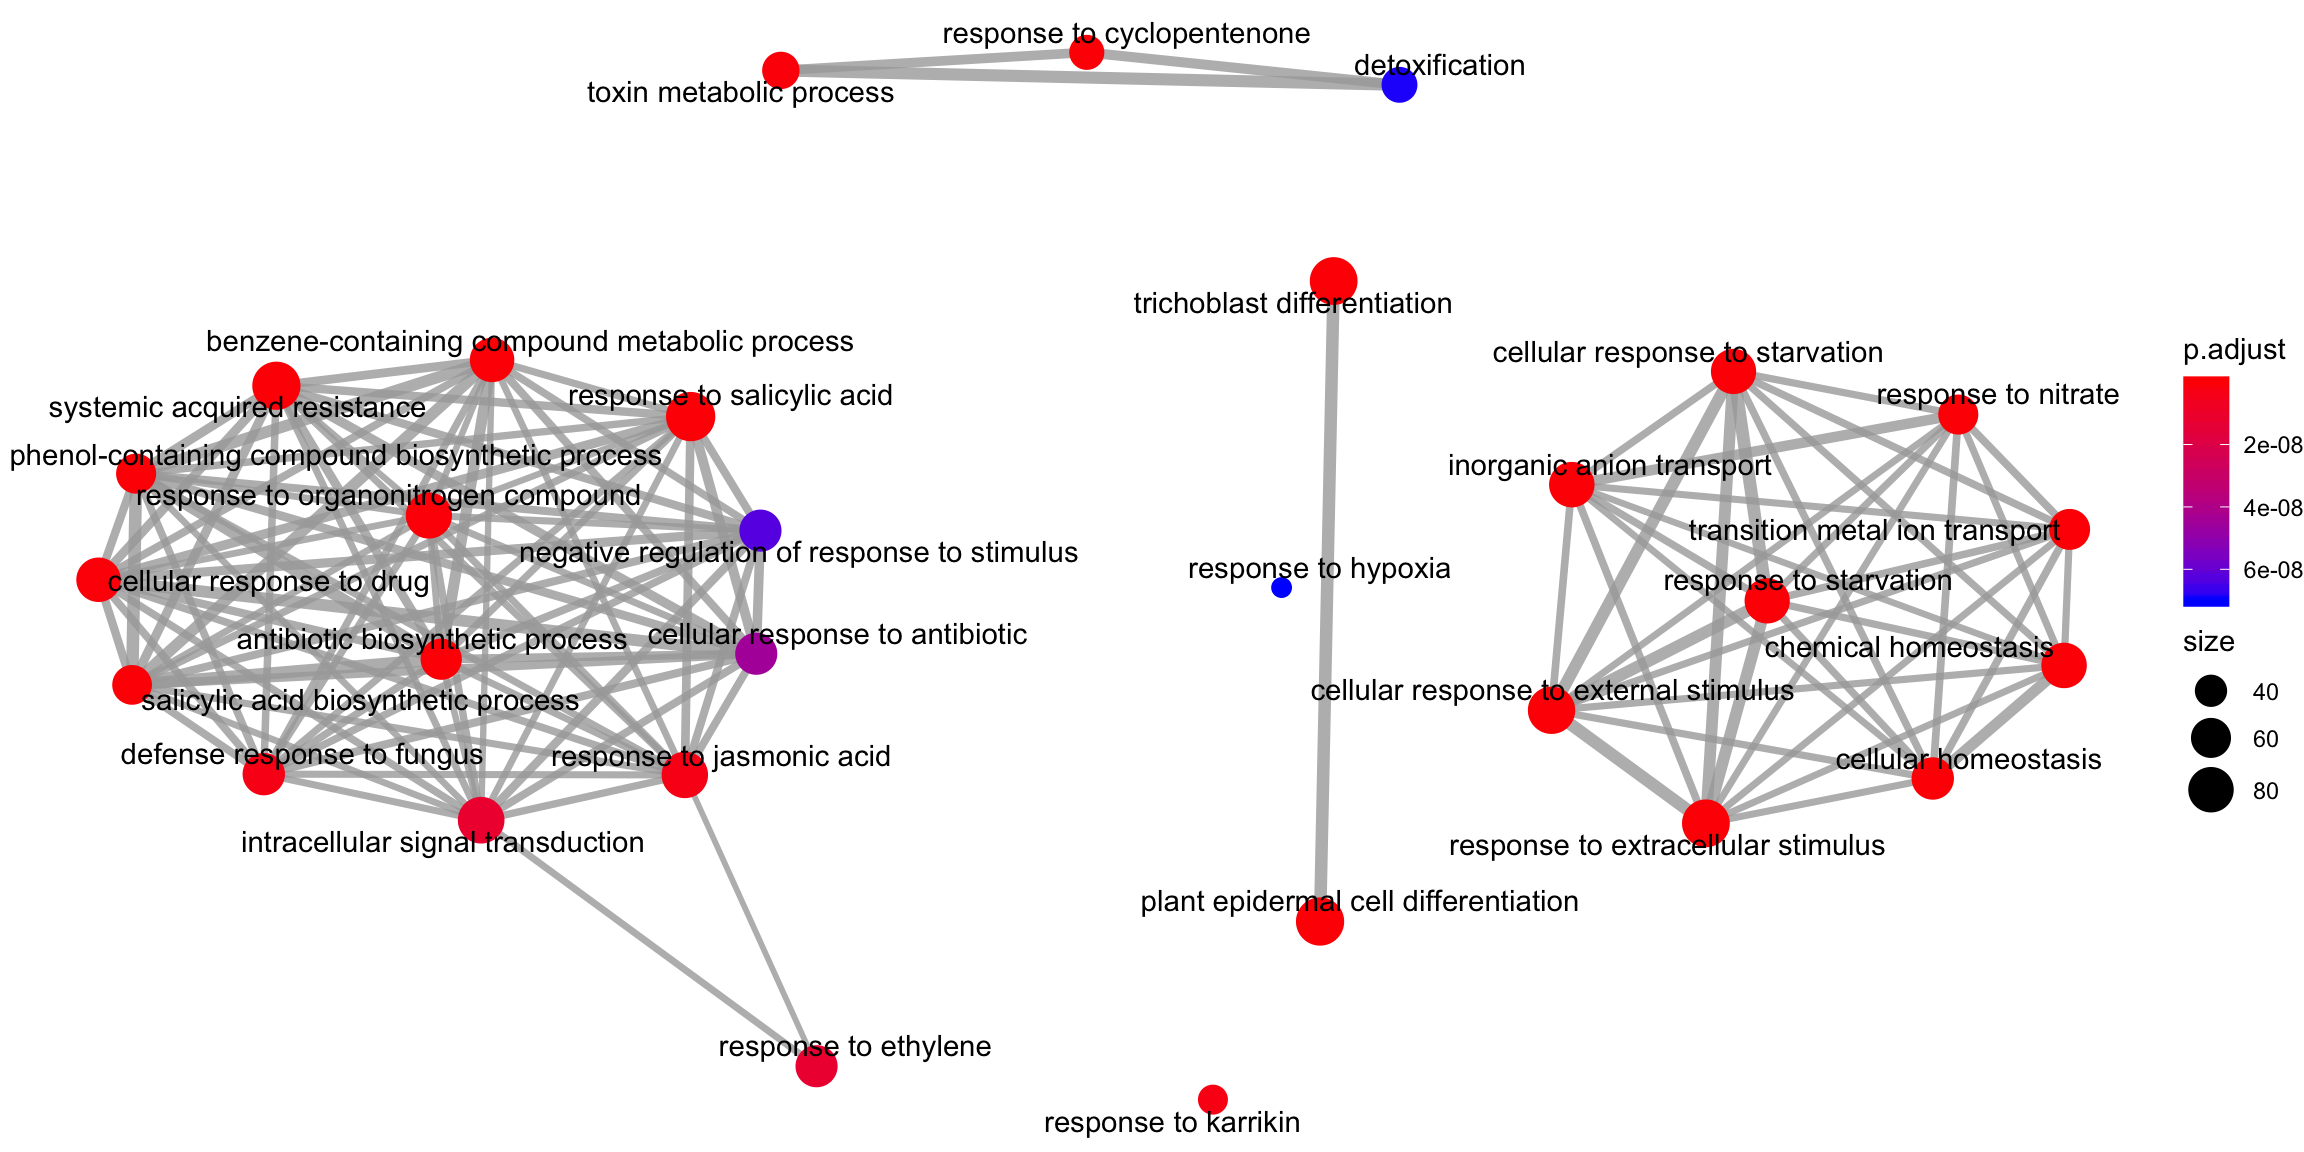 response to cyclopentenone
detoxification
toxin metabolic process
trichoblast differentiation
benzene-containing compound metabolic process
cellular response to starvation
response to salicylic acid
response to nitrate
systemic acquired resistance
phenol-containing compound biosynthetic process
inorganic anion transport
response to organonitrogen compound
transition metal ion transport
negative regulation of response to stimulus
response to hypoxia
cellular response to drug
response to starvation
antibiotic biosynthetic process
cellular response to antibiotic
chemical homeostasis
salicylic acid biosynthetic process
cellular response to external stimulus
defense response to fungus
response to jasmonic acid
cellular homeostasis
intracellular signal transduction
response to extracellular stimulus
plant epidermal cell differentiation
response to ethylene
response to karrikin
p.adjust
2e-08
4e-08
6e-08
size
40
60
80